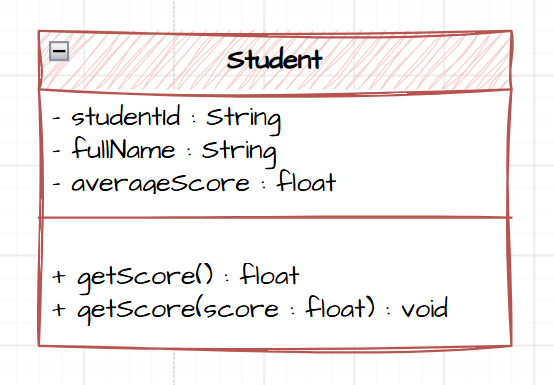 Student
- studentId : String
- fullName : String
- averageScore : float
+ getScore() : float
+ getScore(score : float) : void